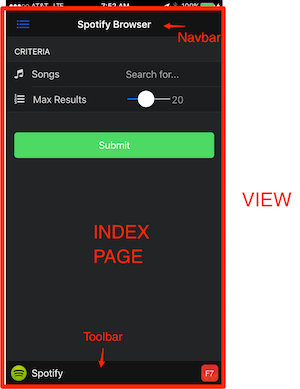 AT&T LTE 7:52 AM 100%
Spotify Browser
Navbar
CRITERIA
Songs Search for...
Max Results 20
Submit
VIEW
INDEX
PAGE
Toolbar
Spotify F7